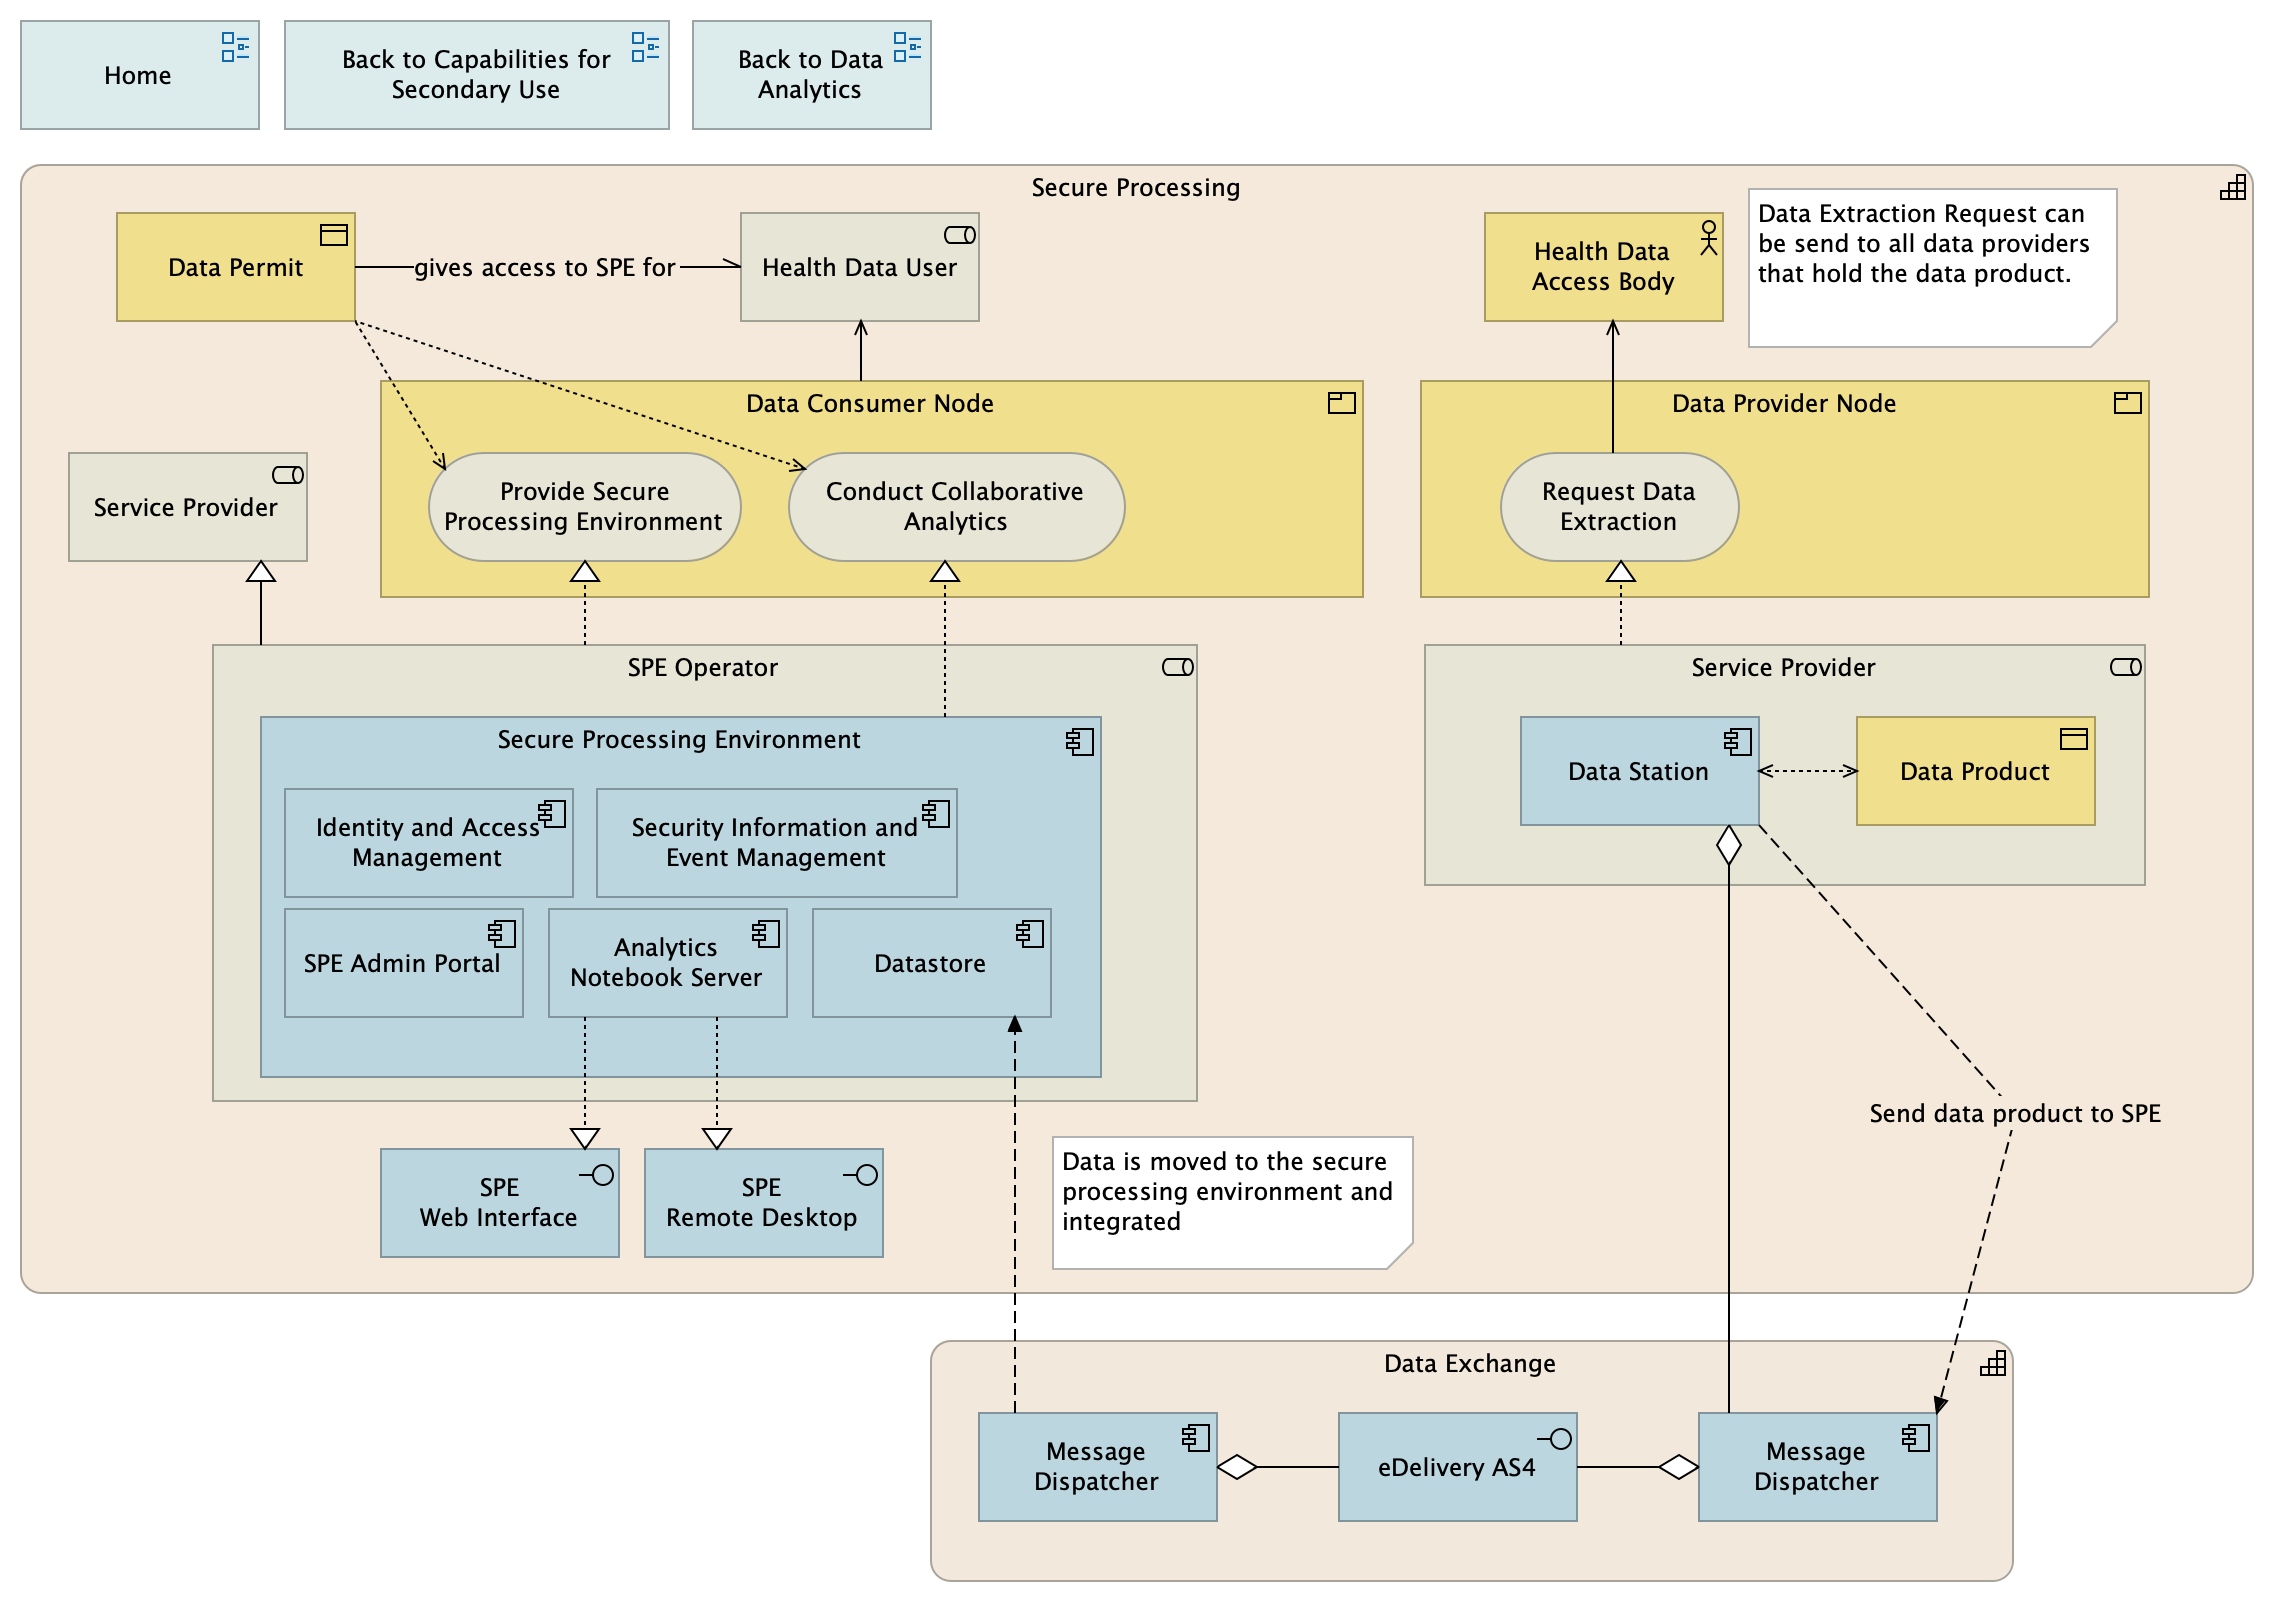 Home
Back to Capabilities for
Secondary Use
Back to Data
Analytics
Secure Processing
Data Permit
gives access to SPE for
Health Data User
Health Data
Access Body
Data Extraction Request can
be send to all data providers
that hold the data product.
Data Consumer Node
Data Provider Node
Service Provider
Provide Secure
Processing Environment
Conduct Collaborative
Analytics
Request Data
Extraction
SPE Operator
Service Provider
Secure Processing Environment
Data Station
Data Product
Identity and Access
Management
Security Information and
Event Management
SPE Admin Portal
Analytics
Notebook Server
Datastore
Send data product to SPE
SPE
Web Interface
SPE
Remote Desktop
Data is moved to the secure
processing environment and
integrated
Data Exchange
Message
Dispatcher
eDelivery AS4
Message
Dispatcher